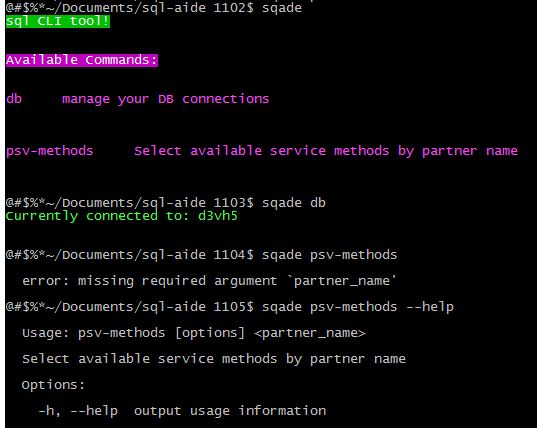 @#$%*~/Documents/sql-aide 1102$ sqade
sql CLI tool!
Available Commands:
db     manage your DB connections
psv-methods     Select available service methods by partner name
@#$%*~/Documents/sql-aide 1103$ sqade db
Currently connected to: d3vh5
@#$%*~/Documents/sql-aide 1104$ sqade psv-methods
error: missing required argument `partner_name'
@#$%*~/Documents/sql-aide 1105$ sqade psv-methods --help
Usage: psv-methods [options] <partner_name>
Select available service methods by partner name
Options:
-h, --help  output usage information